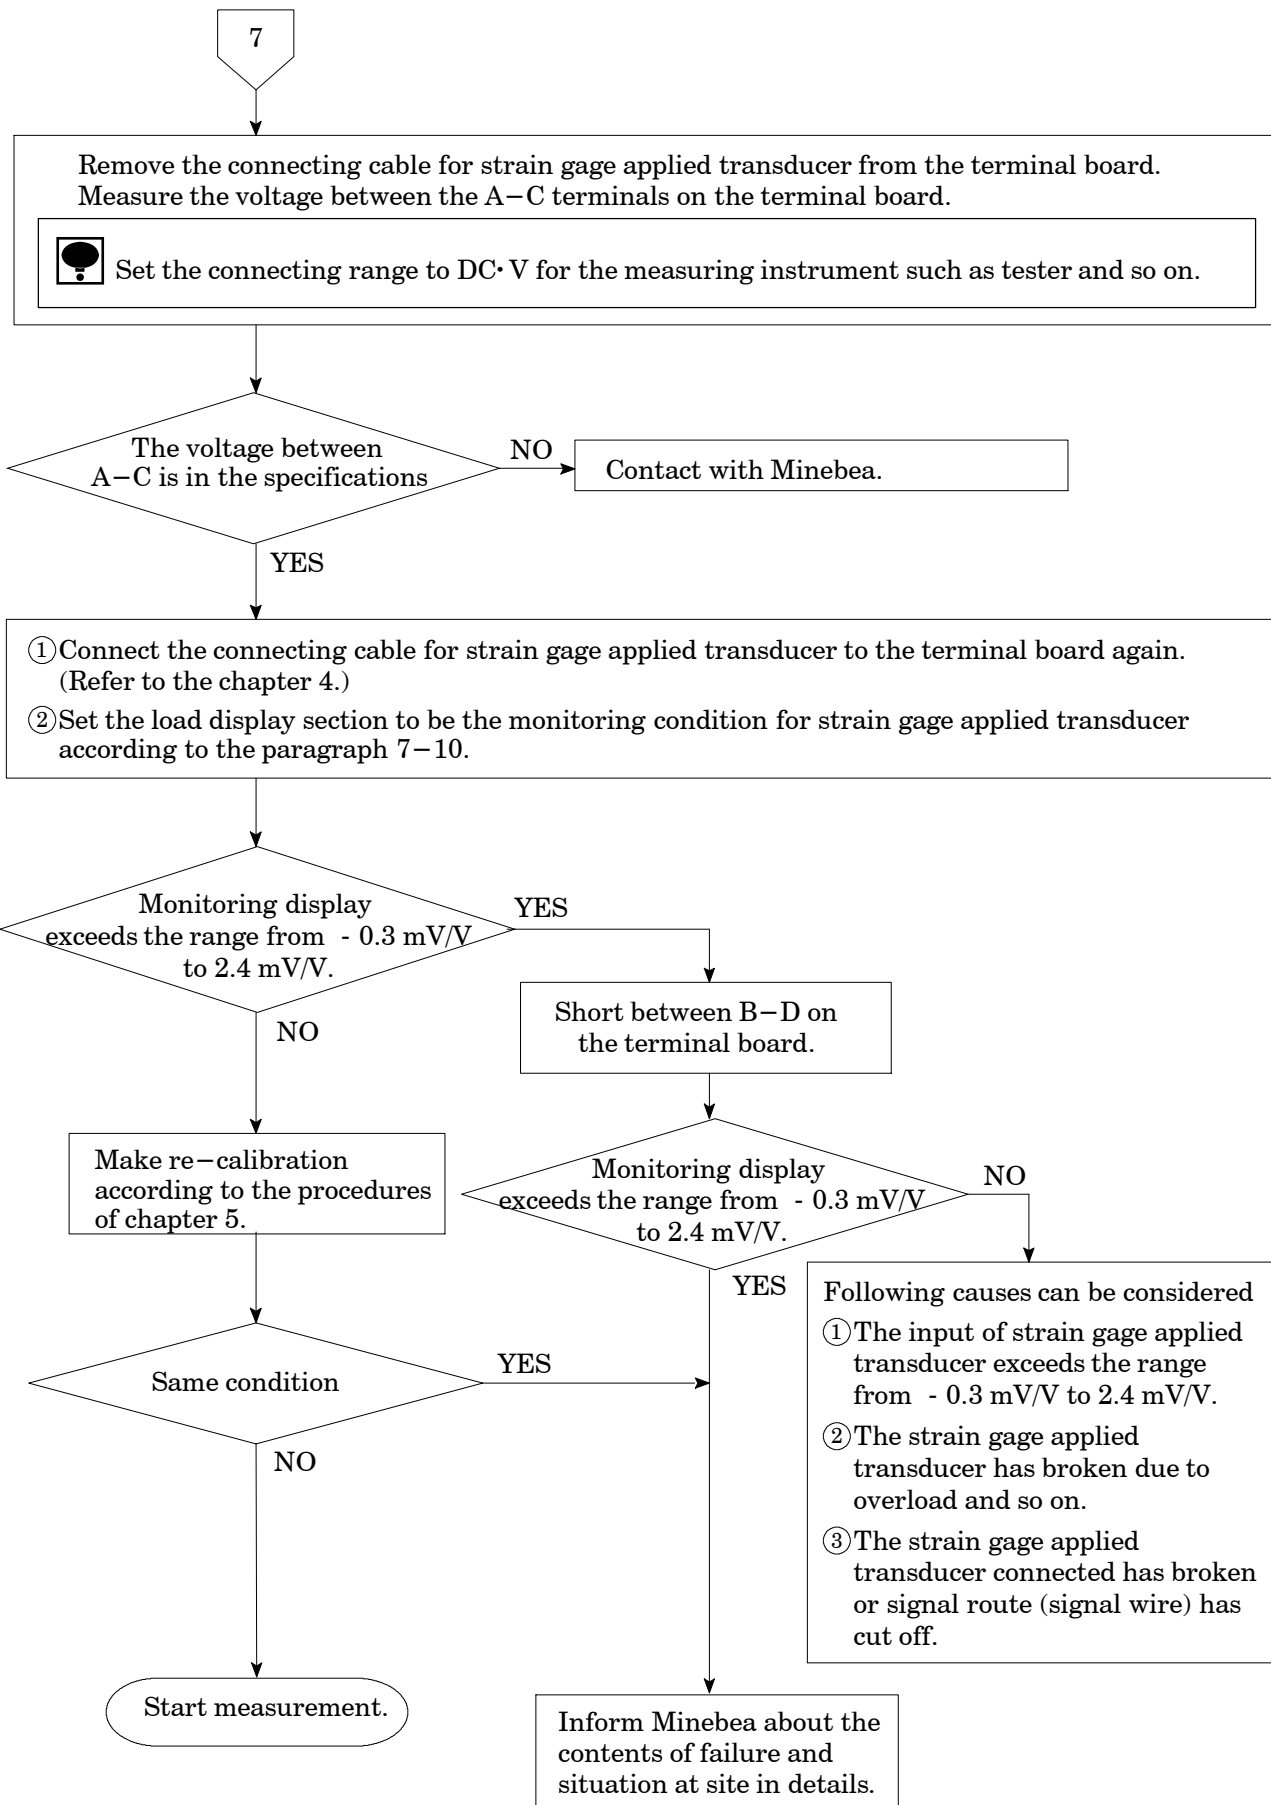 7
Remove the connecting cable for strain gage applied transducer from the terminal board.
Measure the voltage between the A−C terminals on the terminal board.
Set the connecting range to DC･V for the measuring instrument such as tester and so on.
The voltage between
A−C is in the specifications
NO
Contact with Minebea.
YES
①Connect the connecting cable for strain gage applied transducer to the terminal board again.
(Refer to the chapter 4.)
②Set the load display section to be the monitoring condition for strain gage applied transducer
according to the paragraph 7−10.
Monitoring display
exceeds the range from - 0.3 mV/V
to 2.4 mV/V.
YES
NO
Short between B−D on
the terminal board.
Make re−calibration
according to the procedures
of chapter 5.
Monitoring display
exceeds the range from - 0.3 mV/V
to 2.4 mV/V.
NO
YES
Following causes can be considered
①The input of strain gage applied
transducer exceeds the range
from - 0.3 mV/V to 2.4 mV/V.
②The strain gage applied
transducer has broken due to
overload and so on.
③The strain gage applied
transducer connected has broken
or signal route (signal wire) has
cut off.
Same condition
YES
NO
Start measurement.
Inform Minebea about the
contents of failure and
situation at site in details.